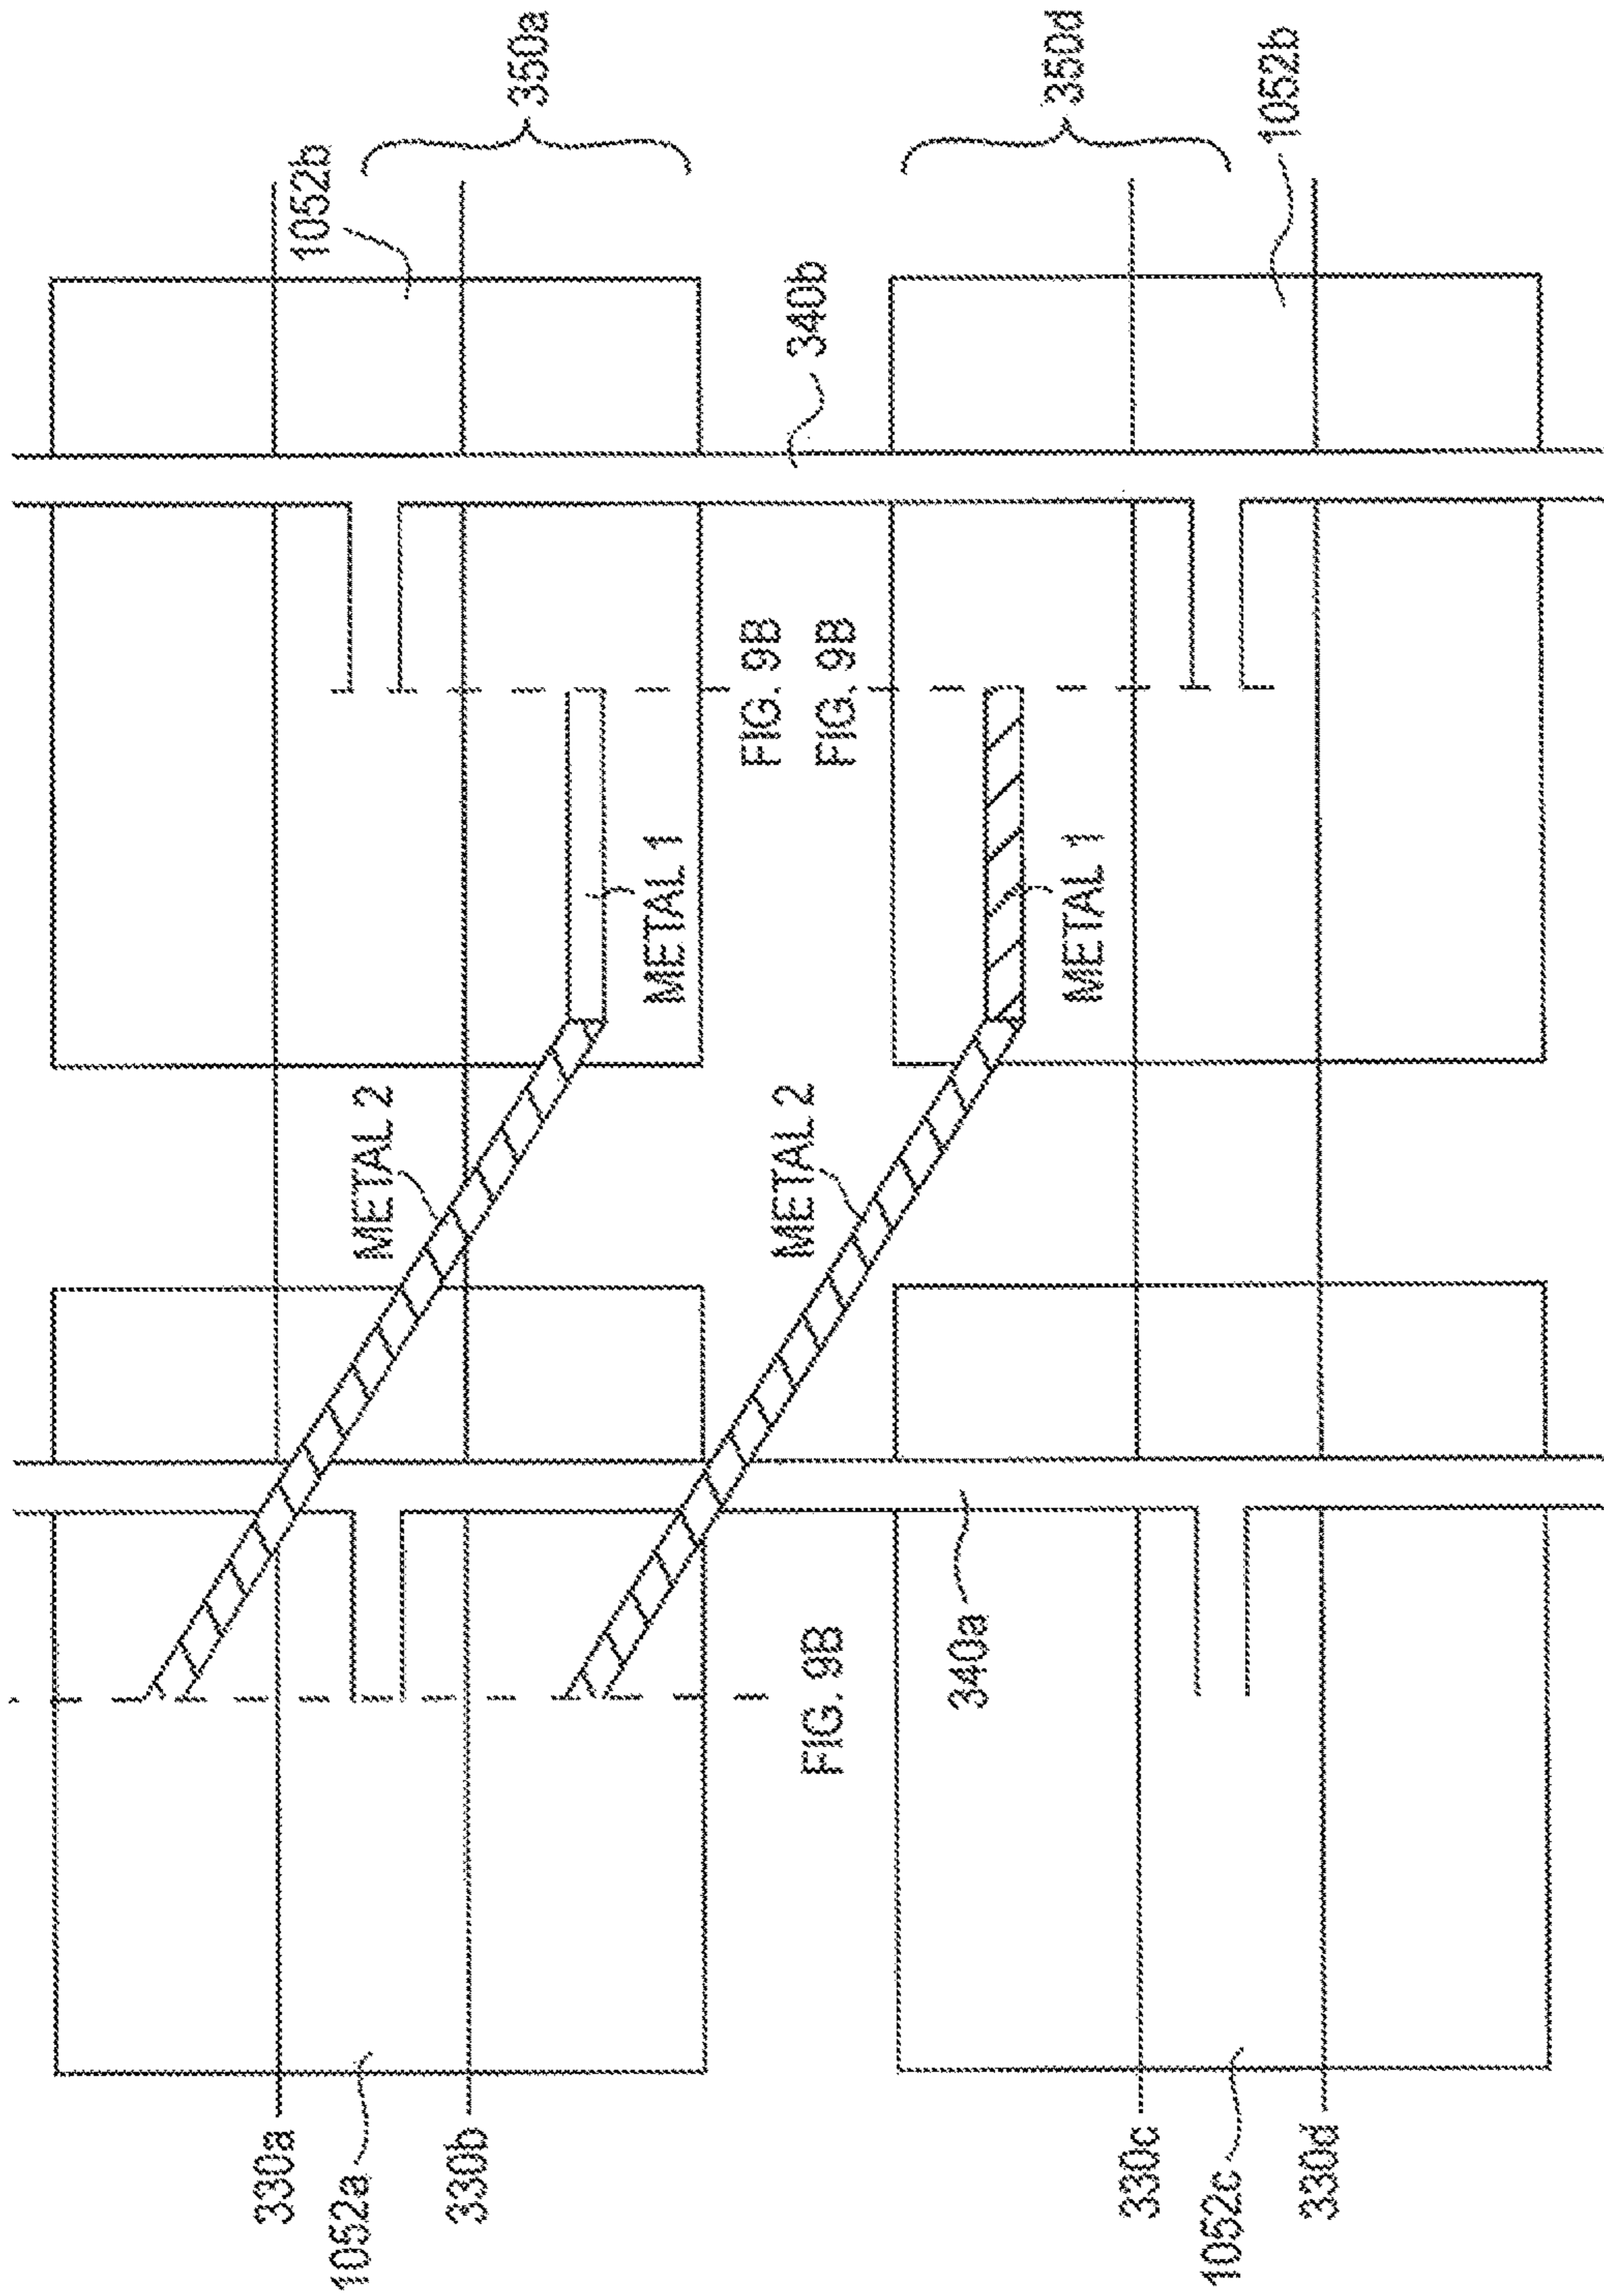 330a
1052b
1052a
METAL 2
330b
350a
METAL 1
FIG. 9B
METAL 2
340b
FIG. 9B
FIG. 9B
340a
350d
METAL 1
330c
1052c
1052b
330d